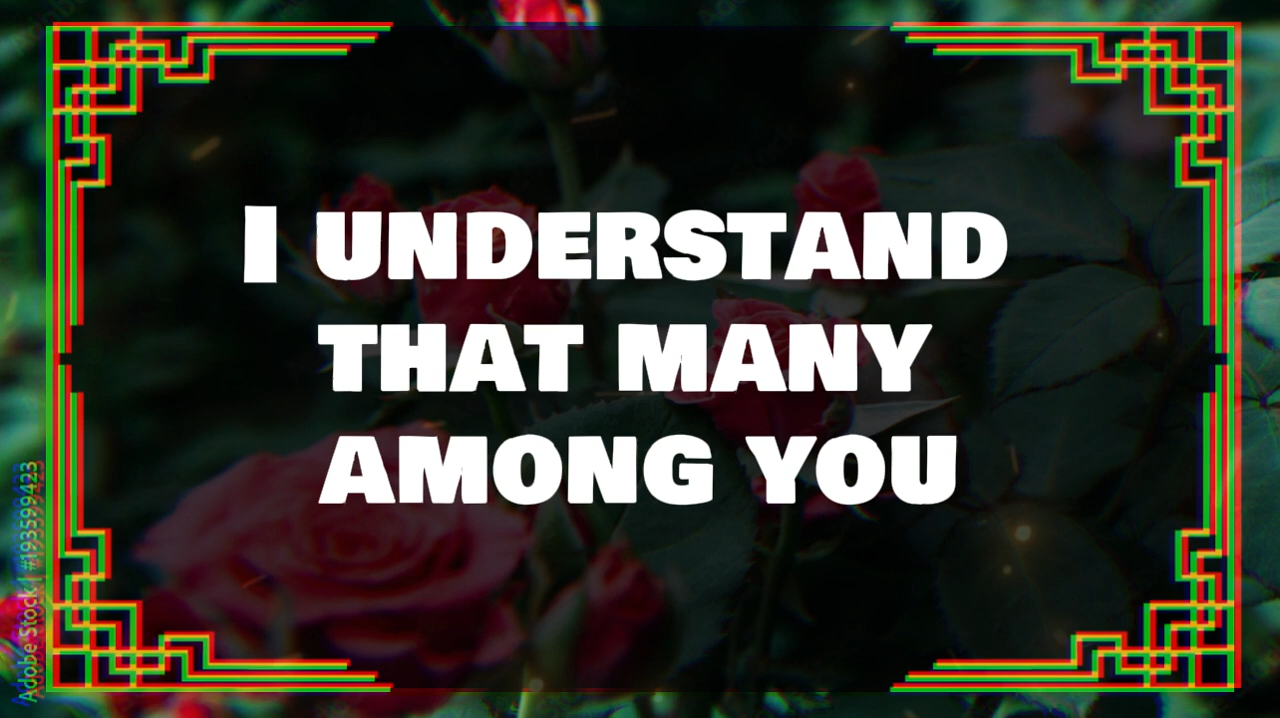 I UNDERSTAND
THAT MANY
AMONG YOU
Adobe Stock | #193599423